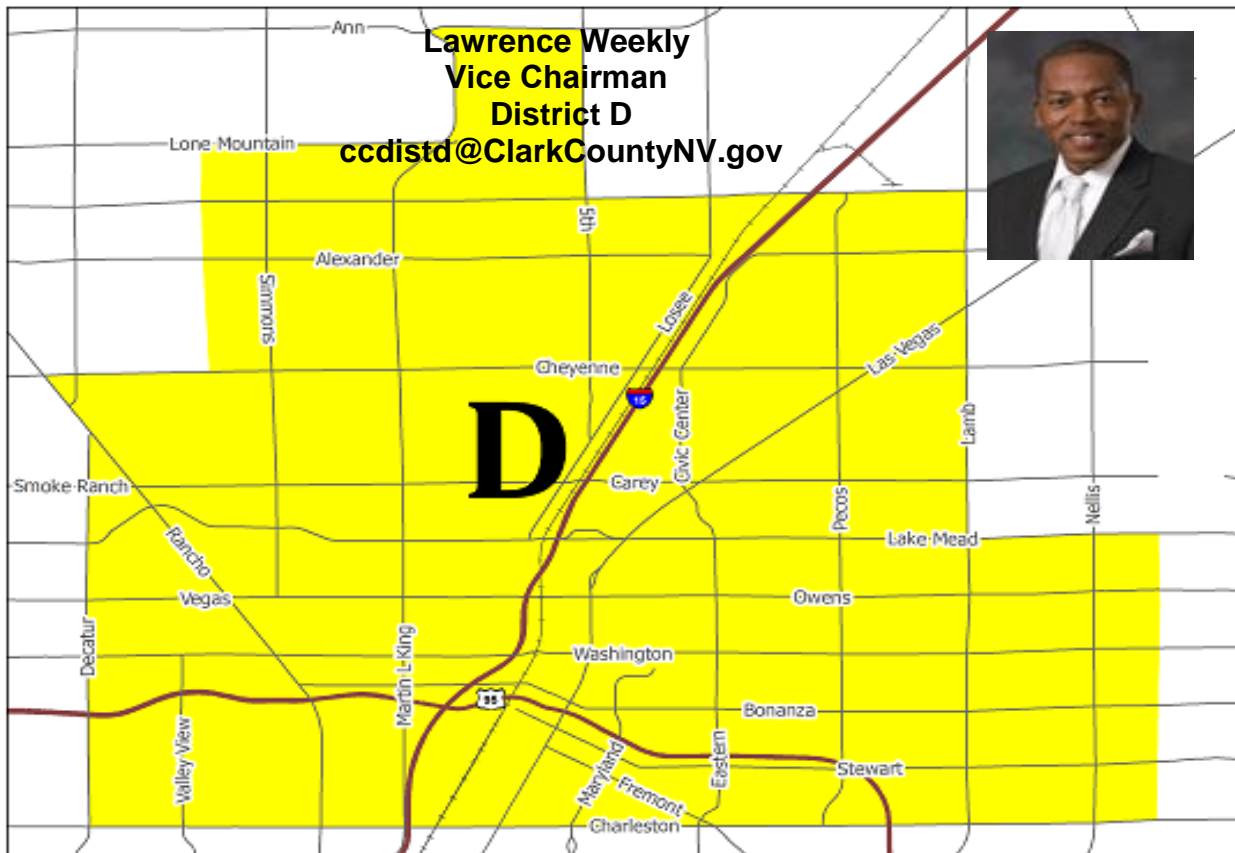 Ann
Lawrence Weekly
Vice Chairman
District D
ccdistd@ClarkCountyNV.gov
Lone Mountain
5th
Alexander
Simmons
Losee
Las Vegas
Cheyenne
15
D
Civic Center
Lamb
Smoke Ranch
Carey
Pecos
Nellis
Rancho
Lake Mead
Vegas
Owens
Decatur
Martin L King
Washington
95
Bonanza
Valley View
Maryland
Eastern
Stewart
Fremont
Charleston